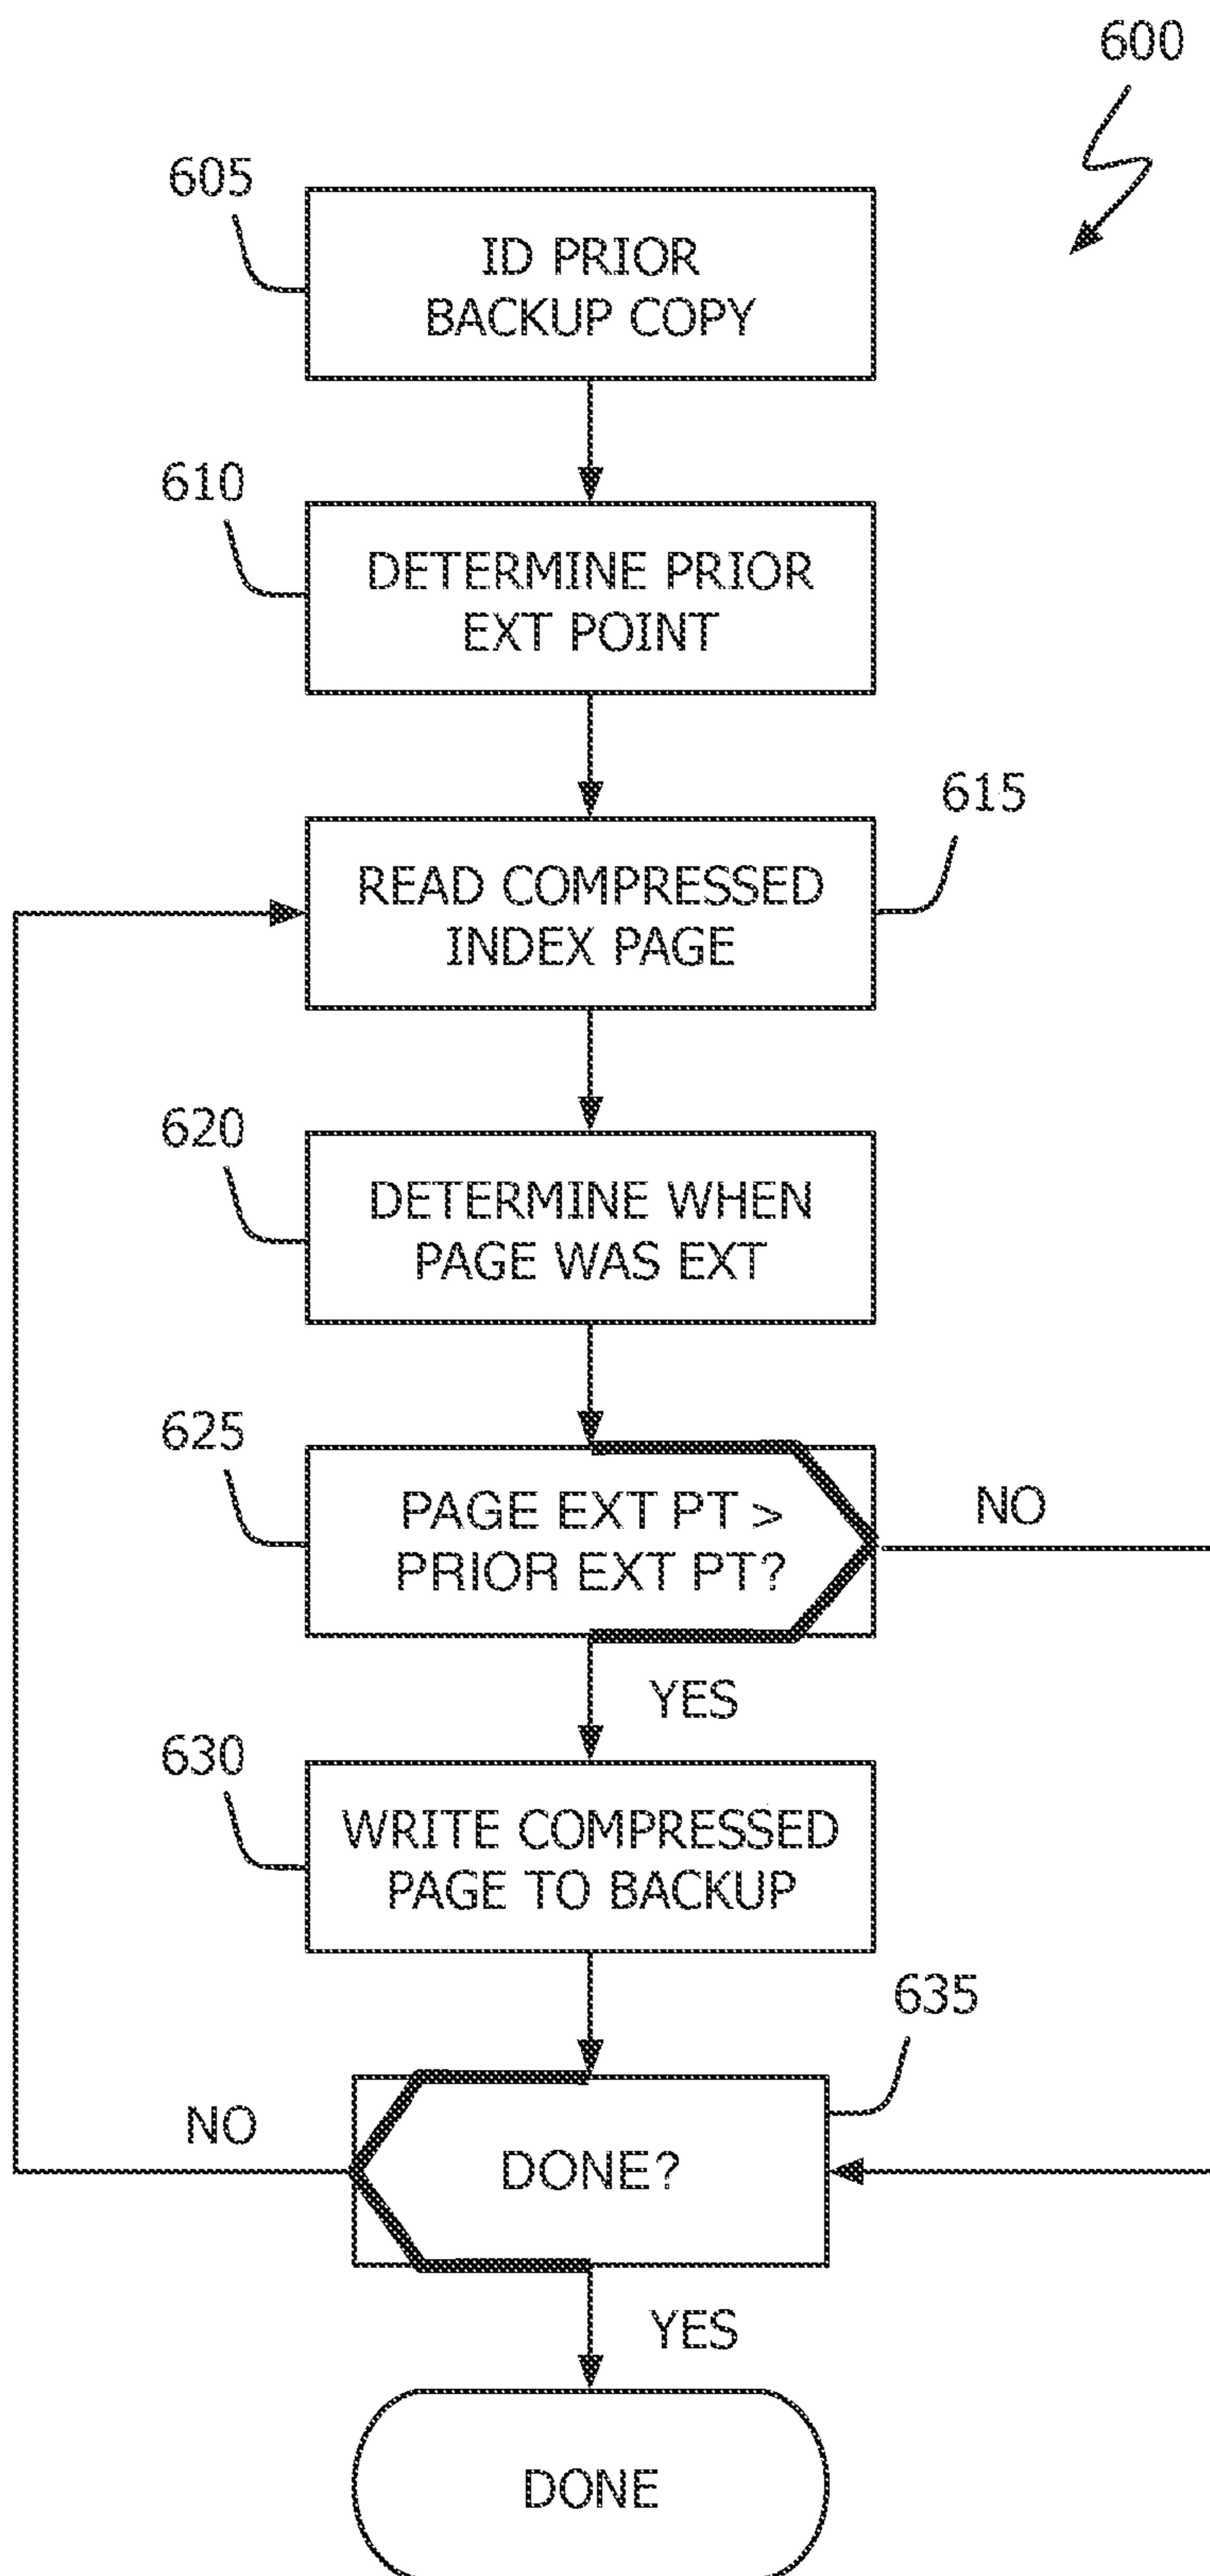 600
605
ID PRIOR
BACKUP COPY
610
DETERMINE PRIOR
EXT POINT
615
READ COMPRESSED
INDEX PAGE
620
DETERMINE WHEN
PAGE WAS EXT
625
PAGE EXT PT >
PRIOR EXT PT?
NO
YES
630
WRITE COMPRESSED
PAGE TO BACKUP
635
NO
DONE?
YES
DONE